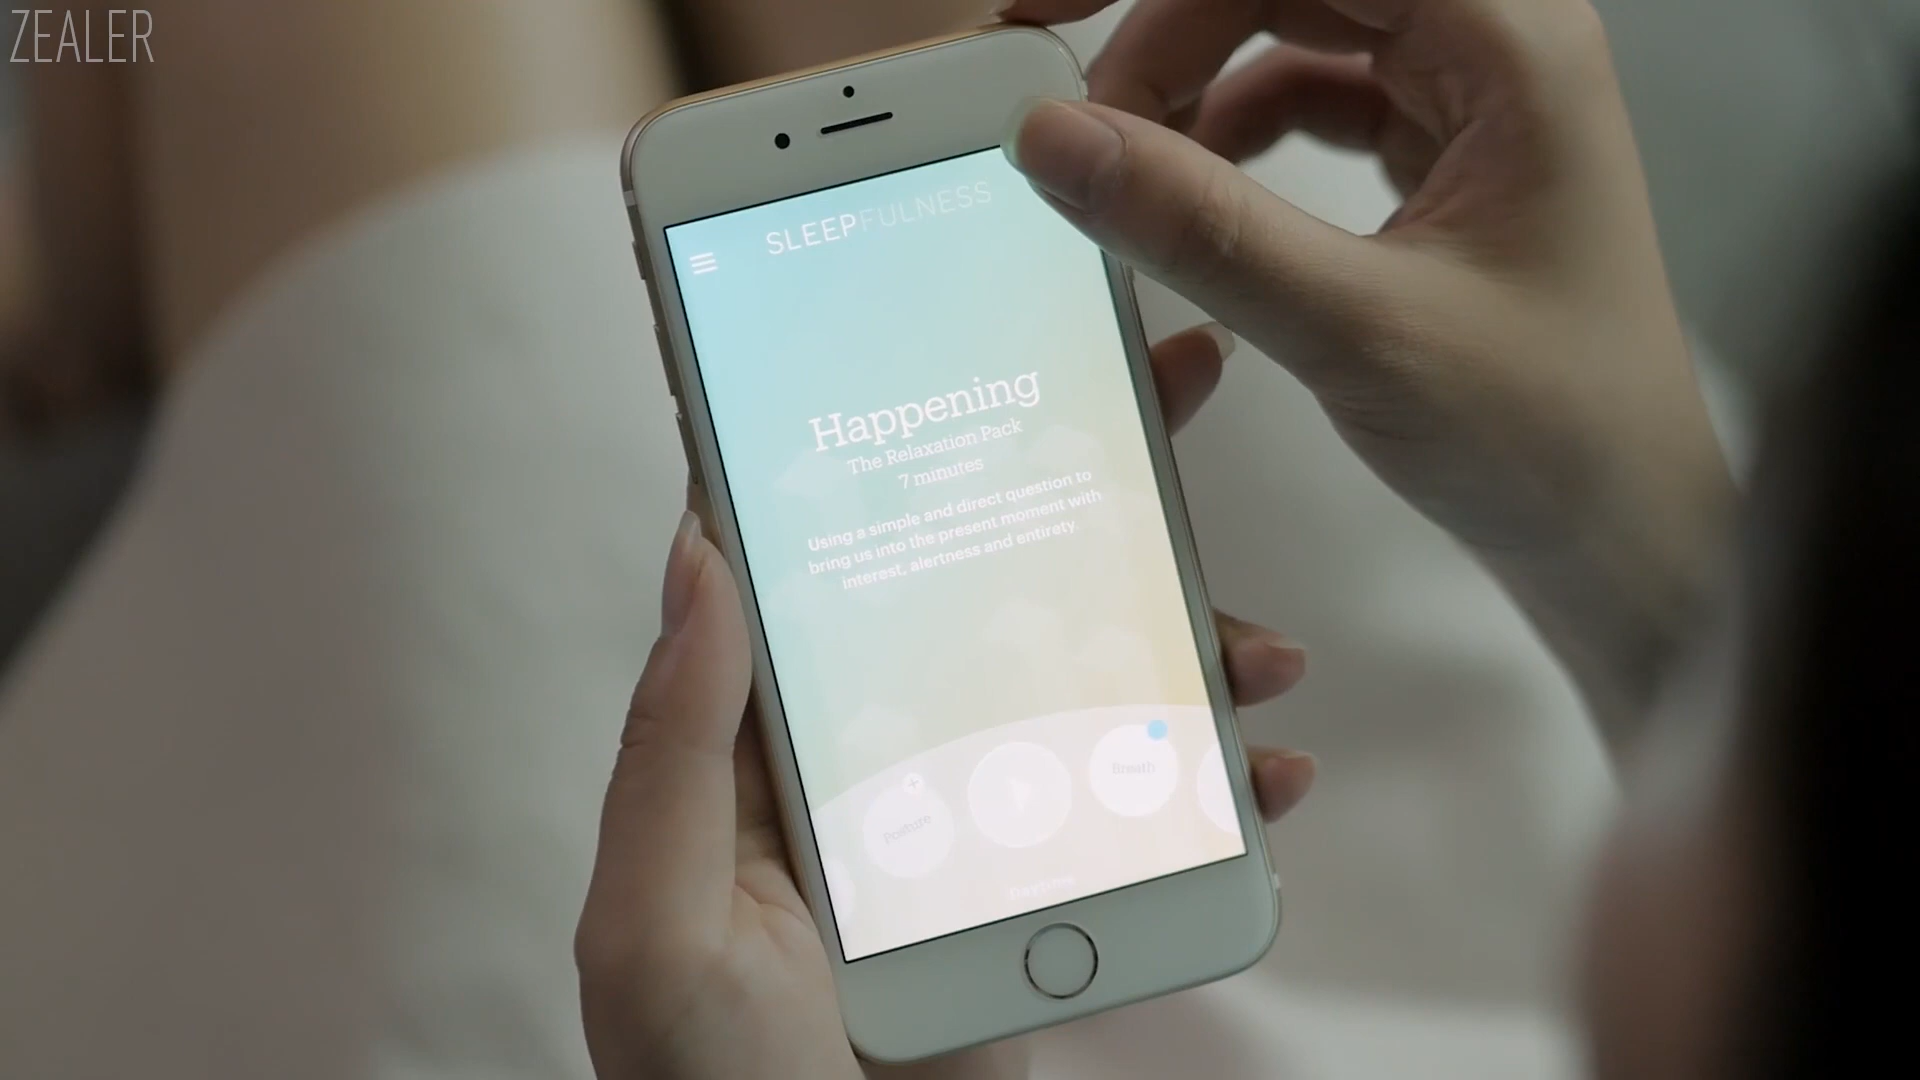 ZEALER
SLEEPFULNESS
Happening
The Relaxation Pack
7 minutes
Using a simple and direct question to
bring us into the present moment with
interest, alertness and entirety.
Posture
Breath
Daytime